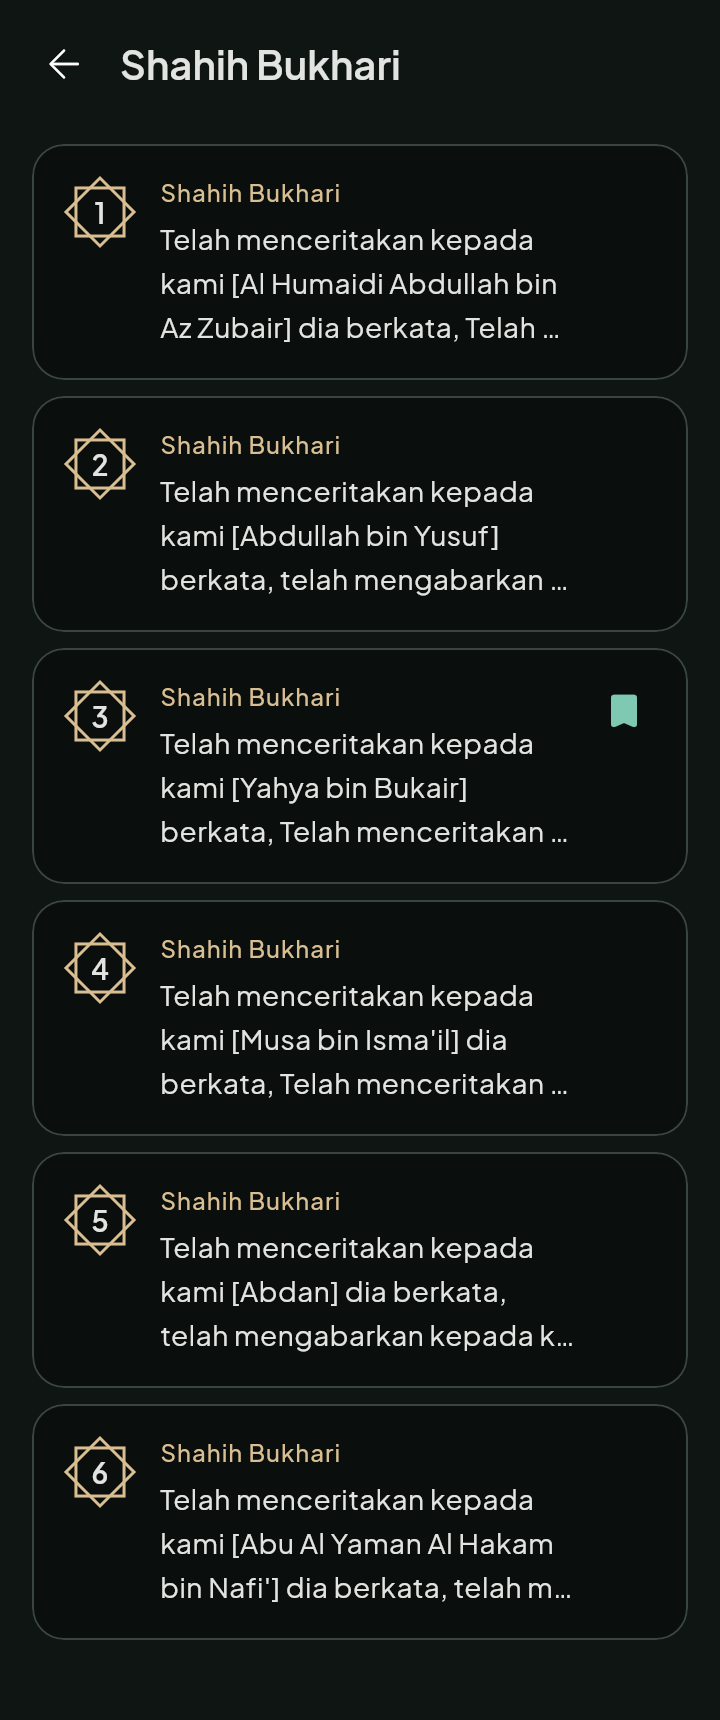 Shahih Bukhari
1
Shahih Bukhari
Telah menceritakan kepada
kami [Al Humaidi Abdullah bin
Az Zubair] dia berkata, Telah ...
2
Shahih Bukhari
Telah menceritakan kepada
kami [Abdullah bin Yusuf]
berkata, telah mengabarkan ...
3
Shahih Bukhari
Telah menceritakan kepada
kami [Yahya bin Bukair]
berkata, Telah menceritakan ...
4
Shahih Bukhari
Telah menceritakan kepada
kami [Musa bin Isma'il] dia
berkata, Telah menceritakan ...
5
Shahih Bukhari
Telah menceritakan kepada
kami [Abdan] dia berkata,
telah mengabarkan kepada k...
6
Shahih Bukhari
Telah menceritakan kepada
kami [Abu Al Yaman Al Hakam
bin Nafi'] dia berkata, telah m...